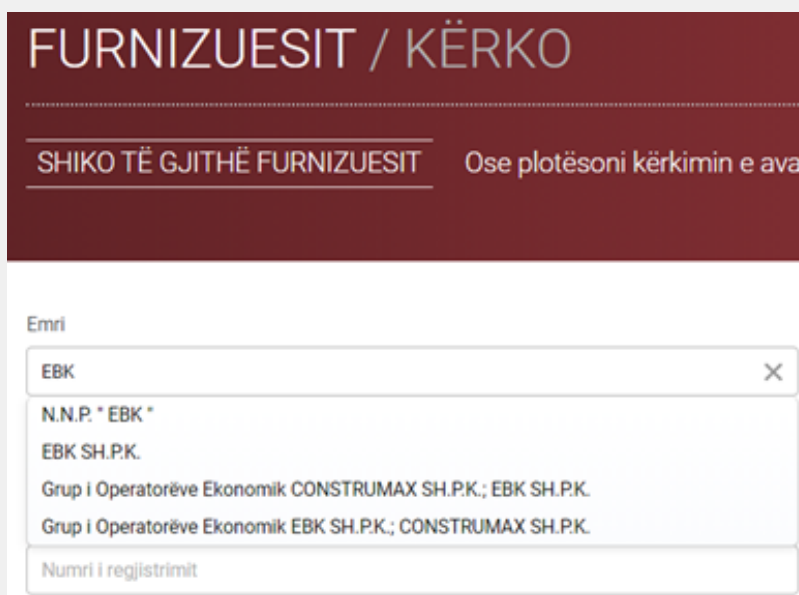 FURNIZUESIT / KËRKO
SHIKO TË GJITHË FURNIZUESIT
Ose plotësoni kërkimin e ava
Emri
EBK
N.N.P. " EBK "
EBK SH.P.K.
Grup i Operatorëve Ekonomik CONSTRUMAX SH.P.K.; EBK SH.P.K.
Grup i Operatorëve Ekonomik EBK SH.P.K.; CONSTRUMAX SH.P.K.
Numri i regjistrimit